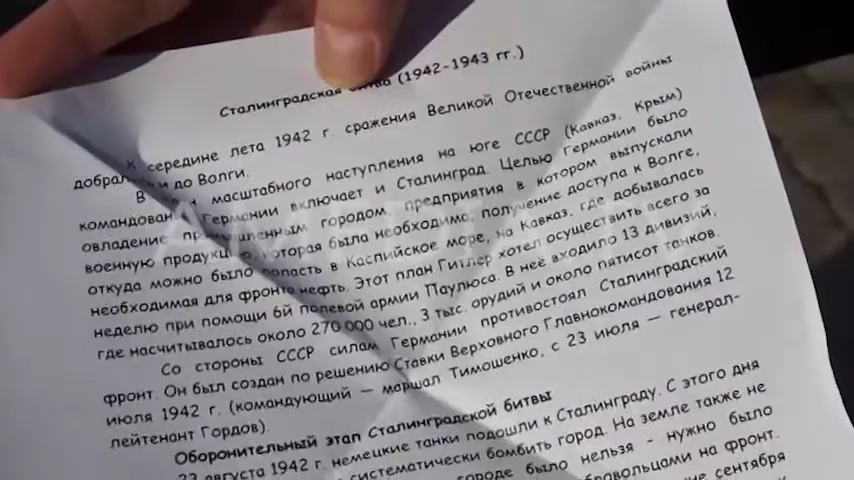 Сталинградская битва (1942-1943 гг.)
К середине лета 1942 г. сражения Великой Отечественной войны
до Волги.
В масштабного наступления на юге СССР (Кавказ, Крым)
Германии включает и Сталинград. Целью Германии было
овладение промышленным городом, предприятия в котором выпускали
военную продукцию, которая была необходима; получение доступа к Волге,
откуда можно было попасть в Каспийское море, на Кавказ, где добывалась
необходимая для фронта нефть. Этот план Гитлер хотел осуществить всего за
неделю при помощи 6й полевой армии Паулюса. В неё входило 13 дивизий,
где насчитывалось около 270 000 чел., 3 тыс. орудий и около пятисот танков.
Со стороны СССР силам Германии противостоял Сталинградский
фронт. Он был создан по решению Ставки Верховного Главнокомандования 12
июля 1942 г. (командующий — маршал Тимошенко, с 23 июля — генерал-
лейтенант Гордов).
Оборонительный этап Сталинградской битвы
23 августа 1942 г. немецкие танки подошли к Сталинграду. С этого дня
систематически бомбить город. На земле также не
городе было нельзя - нужно было
на фронт.
сентября